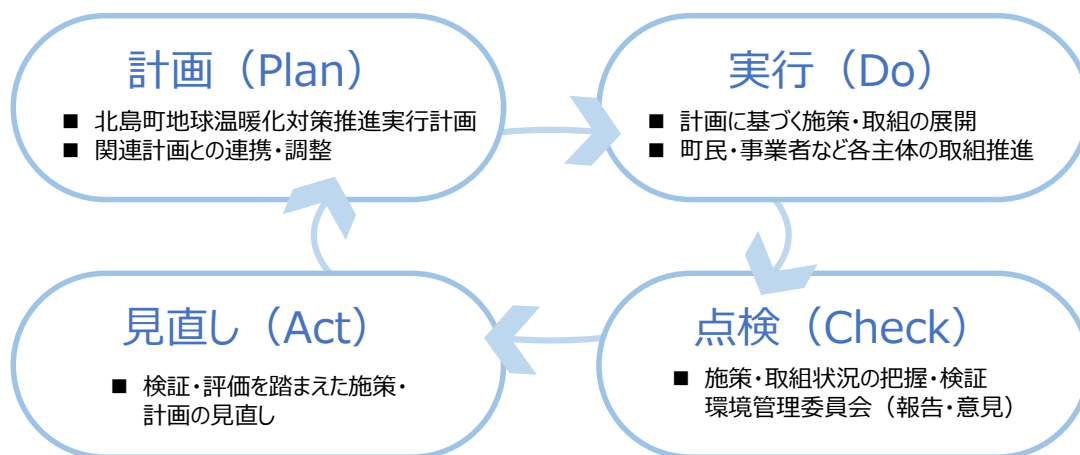 計画（Plan）
■ 北島町地球温暖化対策推進実行計画
■ 関連計画との連携・調整
実行（Do）
■ 計画に基づく施策・取組の展開
■ 町民・事業者など各主体の取組推進
点検（Check）
■ 施策・取組状況の把握・検証
環境管理委員会（報告・意見）
見直し（Act）
■ 検証・評価を踏まえた施策・
計画の見直し